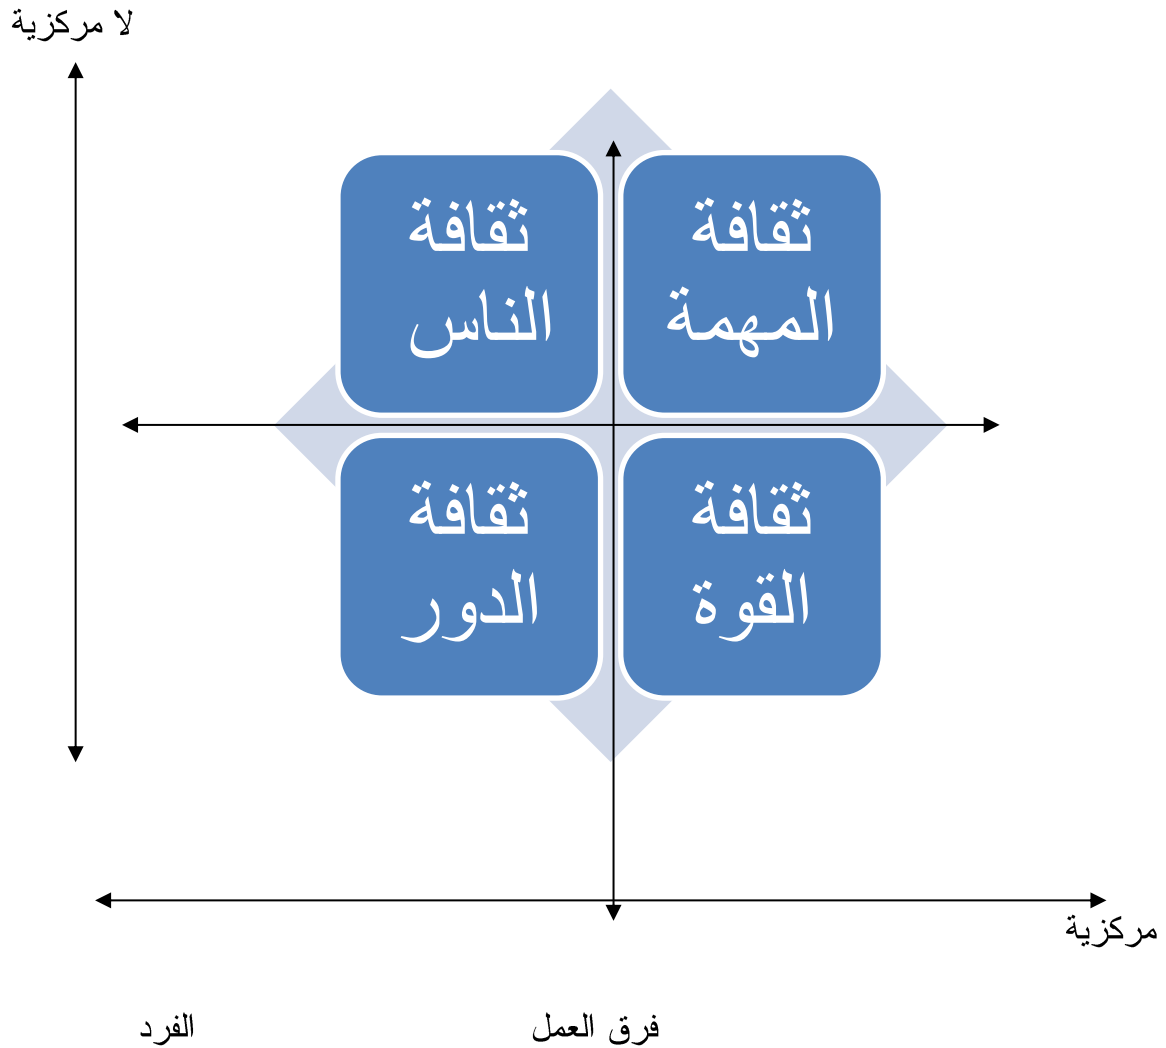 لا مركزية
ثقافة
المهمة
ثقافة
الناس
ثقافة
القوة
ثقافة
الدور
مركزية
فرق العمل
الفرد